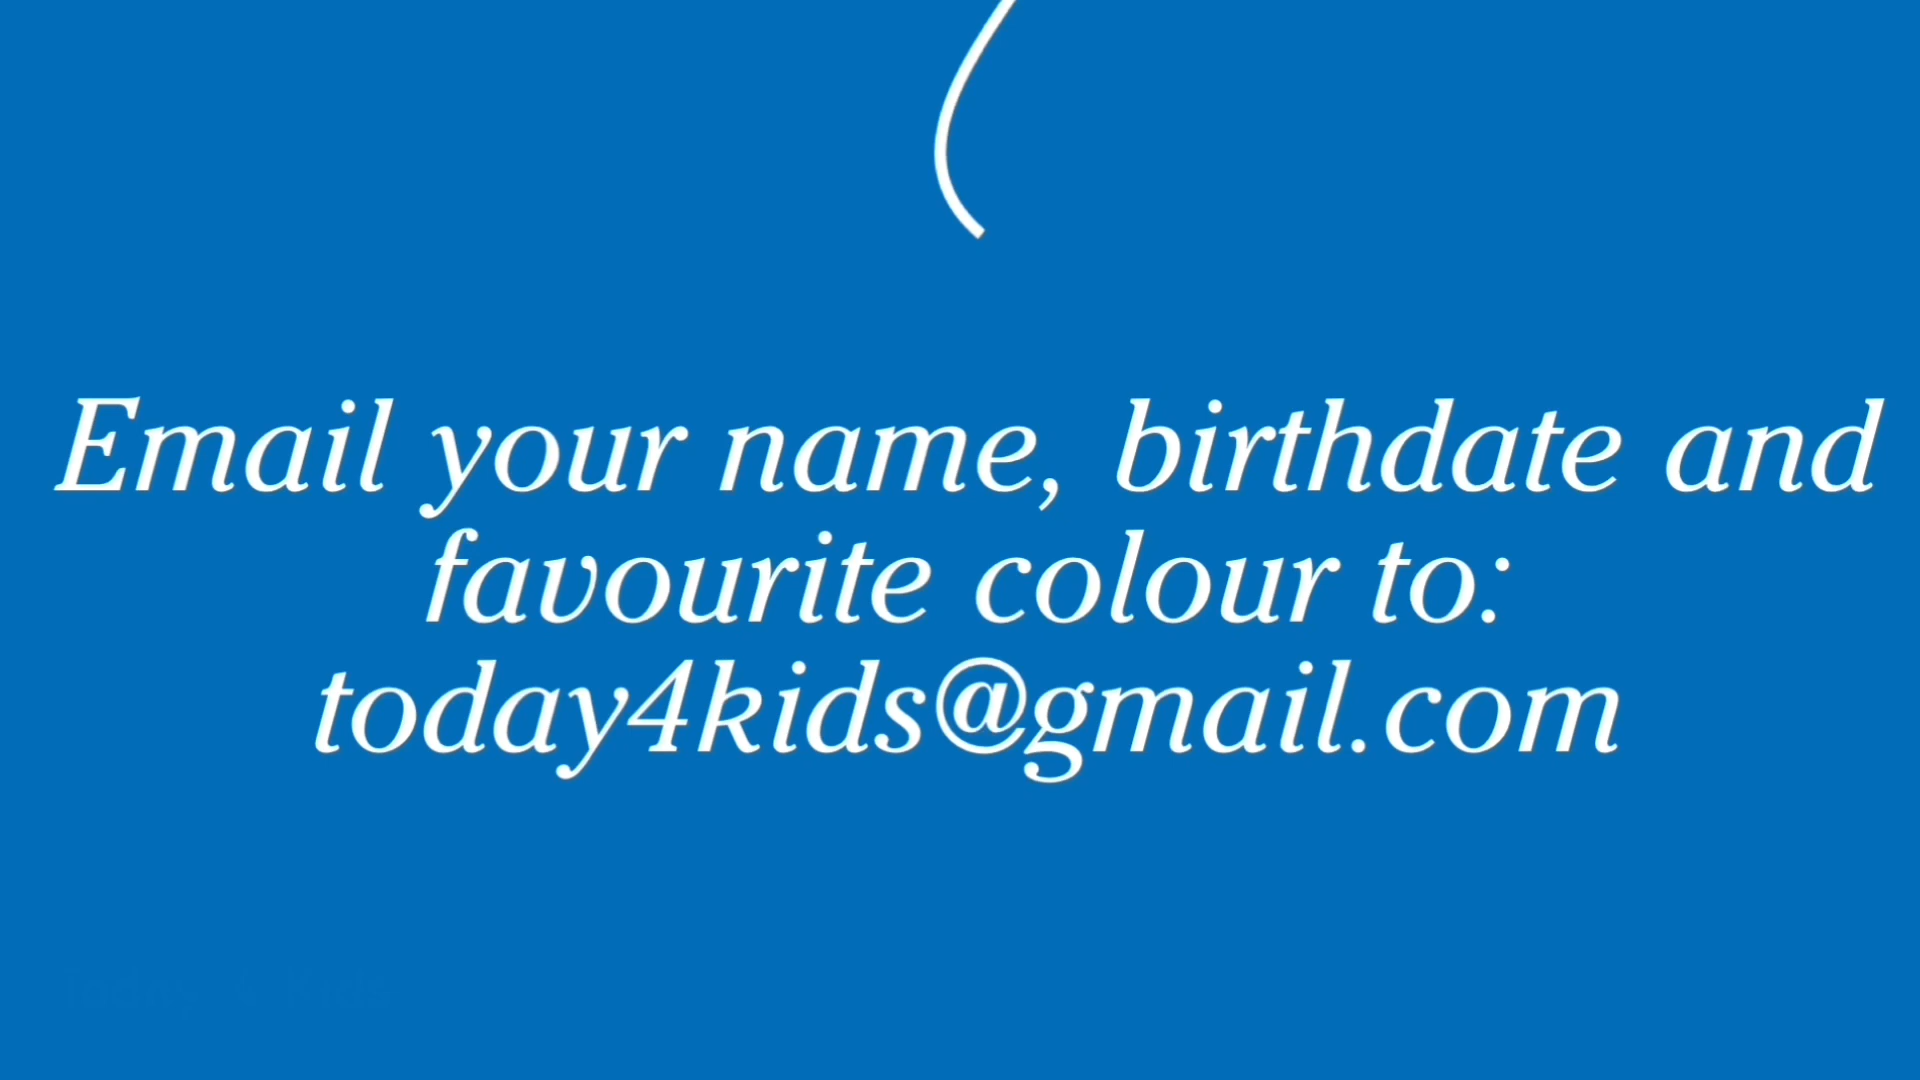 Email your name, birthdate and
favourite colour to:
today4kids@gmail.com